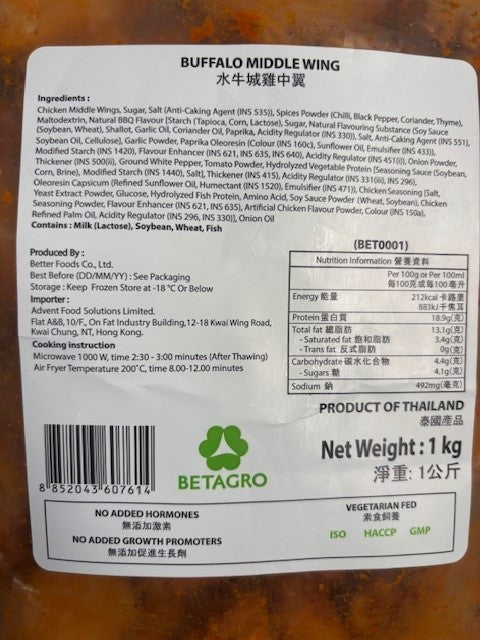 BUFFALO MIDDLE WING
水牛城雞中翼
Ingredients :
Chicken Middle Wings, Sugar, Salt (Anti-Caking Agent (INS 535)), Spices Powder (Chilli, Black Pepper, Coriander, Thyme),
Maltodextrin, Natural BBQ Flavour [Starch (Tapioca, Corn, Lactose), Sugar, Natural Flavouring Substance (Soy Sauce
(Soybean, Wheat), Shallot, Garlic Oil, Coriander Oil, Paprika, Acidity Regulator (INS 330)), Salt, Anti-Caking Agent (INS 551),
Soybean Oil, Cellulose], Garlic Powder, Paprika Oleoresin (Colour (INS 160c), Sunflower Oil, Emulsifier (INS 433)),
Modified Starch (INS 1420), Flavour Enhancer (INS 621, INS 635, INS 640), Acidity Regulator (INS 451(i)), Onion Powder,
Thickener (INS 500(ii), Ground White Pepper, Tomato Powder, Hydrolyzed Vegetable Protein [Seasoning Sauce (Soybean,
Corn, Brine), Modified Starch (INS 1440), Salt], Thickener (INS 415), Acidity Regulator (INS 331(iii), INS 296),
Oleoresin Capsicum (Refined Sunflower Oil, Humectant (INS 1520), Emulsifier (INS 471)), Chicken Seasoning [Salt,
Yeast Extract Powder, Glucose, Hydrolized Fish Protein, Amino Acid, Soy Sauce Powder (Wheat, Soybean), Chicken
Seasoning Powder, Flavour Enhancer (INS 621, INS 635), Artificial Chicken Flavour Powder, Colour (INS 150a),
Refined Palm Oil, Acidity Regulator (INS 296, INS 330)], Onion Oil
Contains : Milk (Lactose), Soybean, Wheat, Fish
Produced By :
Better Foods Co., Ltd.
Best Before (DD/MM/YY) : See Packaging
Storage : Keep Frozen Store at -18 °C Or Below
Importer :
Advent Food Solutions Limited.
Flat A&B, 10/F., On Fat Industry Building, 12-18 Kwai Wing Road,
Kwai Chung, NT, Hong Kong.
Cooking instruction
Microwave 1000 W, time 2:30 - 3:00 minutes (After Thawing)
Air Fryer Temperature 200°C, time 8.00-12.00 minutes
(BET0001)
Nutrition Information 營養資料
Per 100g or Per 100ml
每100克或每100毫升
Energy 能量 212kcal 卡路里
883kJ千焦耳
Protein蛋白質 18.9g(克)
Total fat 總脂肪 13.1g(克)
- Saturated fat 飽和脂肪 3.4g(克)
- Trans fat 反式脂肪 0g(克)
Carbohydrate 碳水化合物 4.4g(克)
- Sugars 糖 4.1g(克)
Sodium 鈉 492mg(毫克)
PRODUCT OF THAILAND
泰國產品
Net Weight : 1 kg
淨重: 1公斤
8 852043 607614
BETAGRO
NO ADDED HORMONES
無添加激素
NO ADDED GROWTH PROMOTERS
無添加促進生長劑
VEGETARIAN FED
素食飼養
ISO HACCP GMP